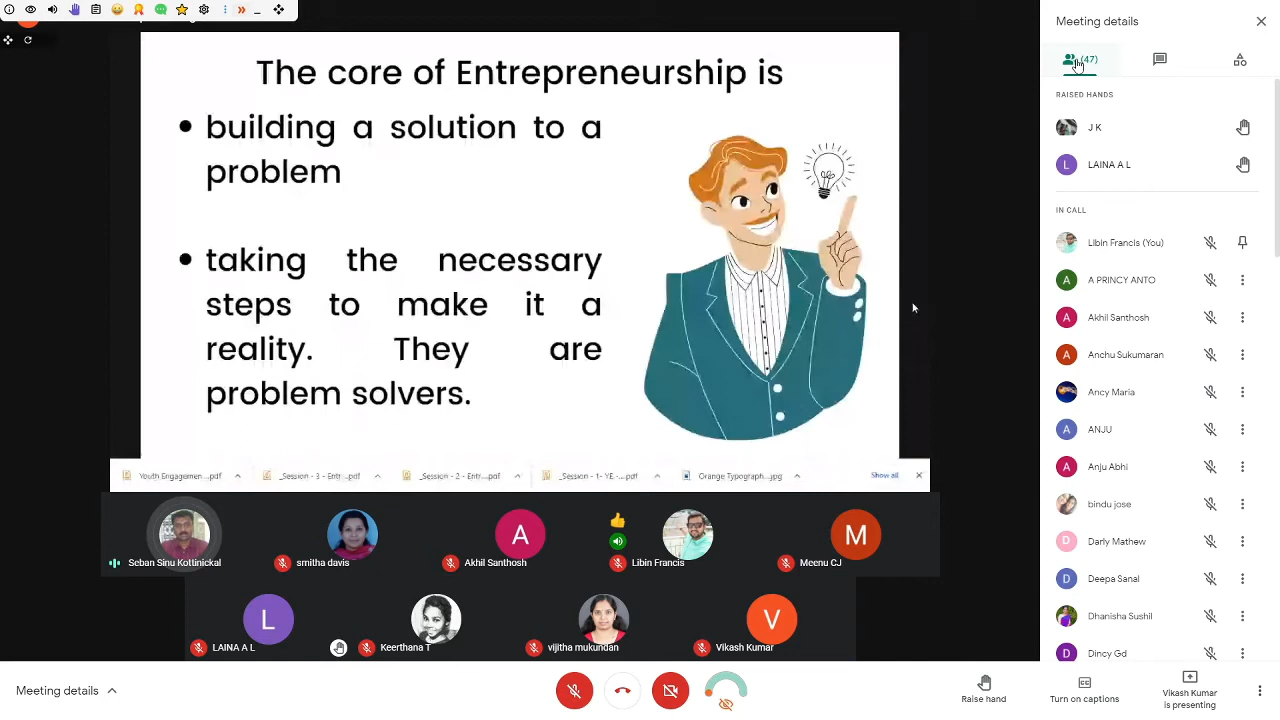 The core of Entrepreneurship is
building a solution to a
problem
taking the necessary
steps to make it a
reality. They are
problem solvers.
Youth Engagemen....pdf
_Session - 3 - Entr....pdf
_Session - 2 - Entr....pdf
_Session - 1- YE -....pdf
Orange Typograph....jpg
Show all
Seban Sinu Kottinickal
smitha davis
A
Akhil Santhosh
Libin Francis
M
Meenu CJ
L
LAINA A L
Keerthana T
vijitha mukundan
V
Vikash Kumar
Meeting details
(47)
RAISED HANDS
J K
L LAINA A L
IN CALL
Libin Francis (You)
A A PRINCY ANTO
A Akhil Santhosh
A Anchu Sukumaran
Ancy Maria
A ANJU
A Anju Abhi
bindu jose
D Darly Mathew
D Deepa Sanal
Dhanisha Sushil
D Dincy Gd
Meeting details
Raise hand
Turn on captions
Vikash Kumar
is presenting